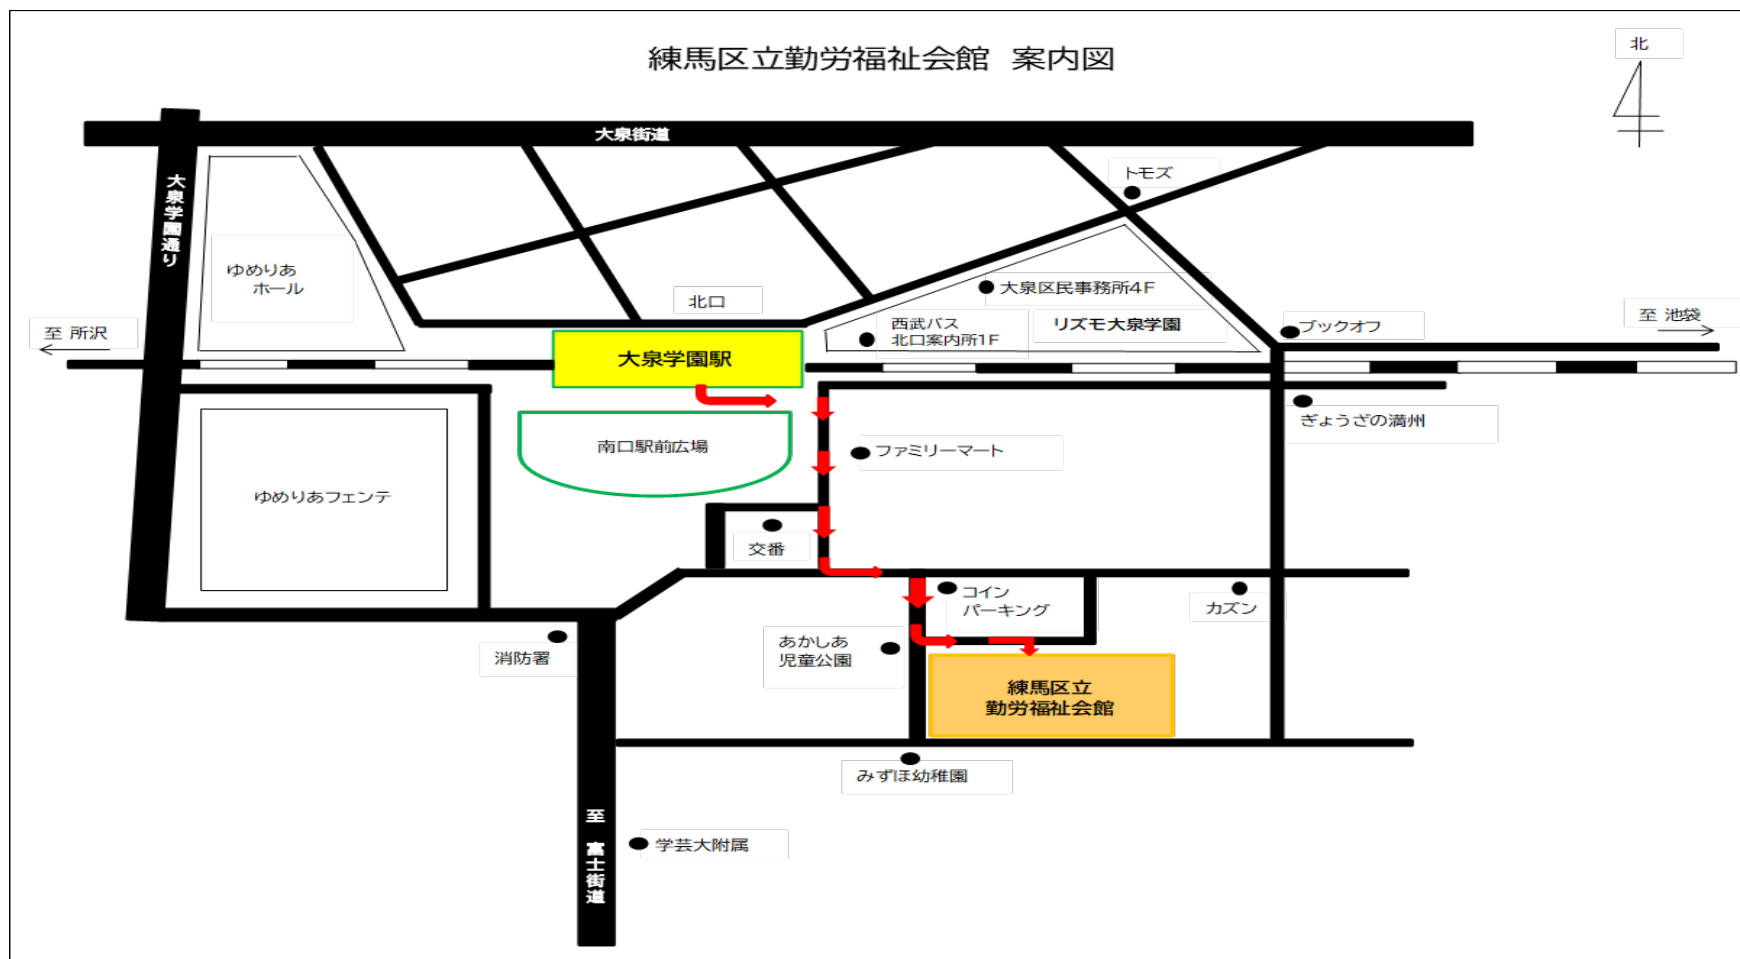 練馬区立勤労福祉会館 案内図
北
大泉街道
大泉学園通り
トモズ
ゆめりあ
ホール
北口
大泉区民事務所4F
西武バス
北口案内所1F
リズモ大泉学園
ブックオフ
至 池袋
至 所沢
大泉学園駅
南口駅前広場
ファミリーマート
ぎょうざの満州
ゆめりあフェンテ
交番
コイン
パーキング
カズン
消防署
あかしあ
児童公園
練馬区立
勤労福祉会館
みずほ幼稚園
至 富士街道
学芸大附属